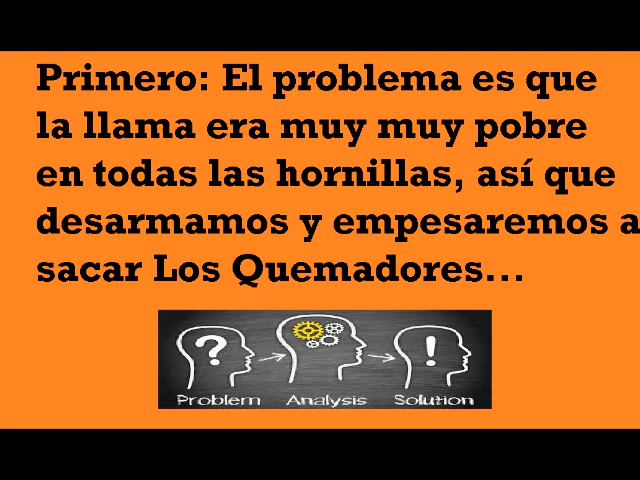 Primero: El problema es que
la llama era muy muy pobre
en todas las hornillas, así que
desarmamos y empesaremos a
sacar Los Quemadores...
?
!
Problem Analysis Solution